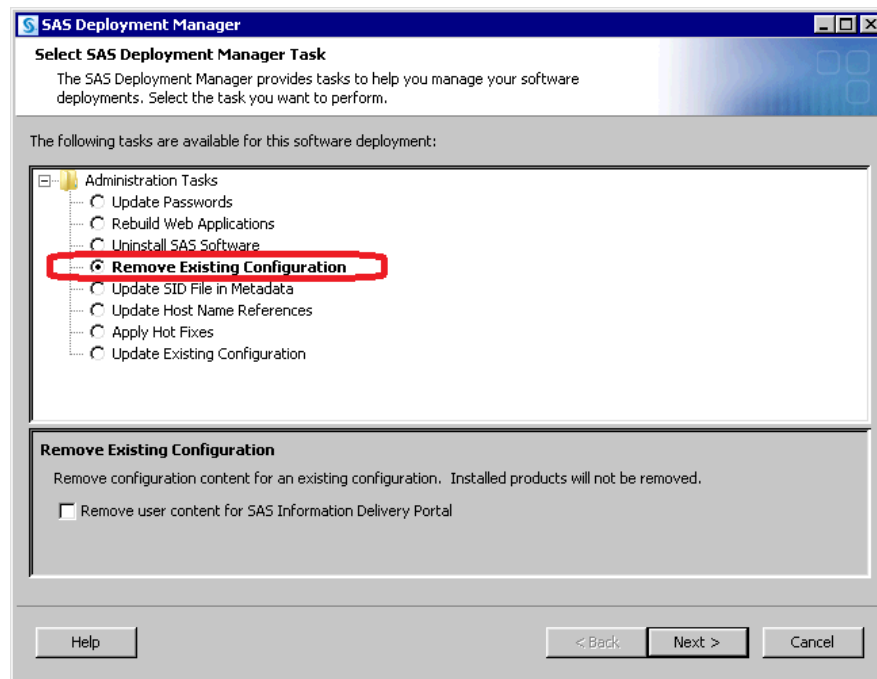 SAS Deployment Manager
Select SAS Deployment Manager Task
The SAS Deployment Manager provides tasks to help you manage your software
deployments. Select the task you want to perform.
The following tasks are available for this software deployment:
Administration Tasks
Update Passwords
Rebuild Web Applications
Uninstall SAS Software
Remove Existing Configuration
Update SID File in Metadata
Update Host Name References
Apply Hot Fixes
Update Existing Configuration
Remove Existing Configuration
Remove configuration content for an existing configuration. Installed products will not be removed.
Remove user content for SAS Information Delivery Portal
Help
< Back
Next >
Cancel